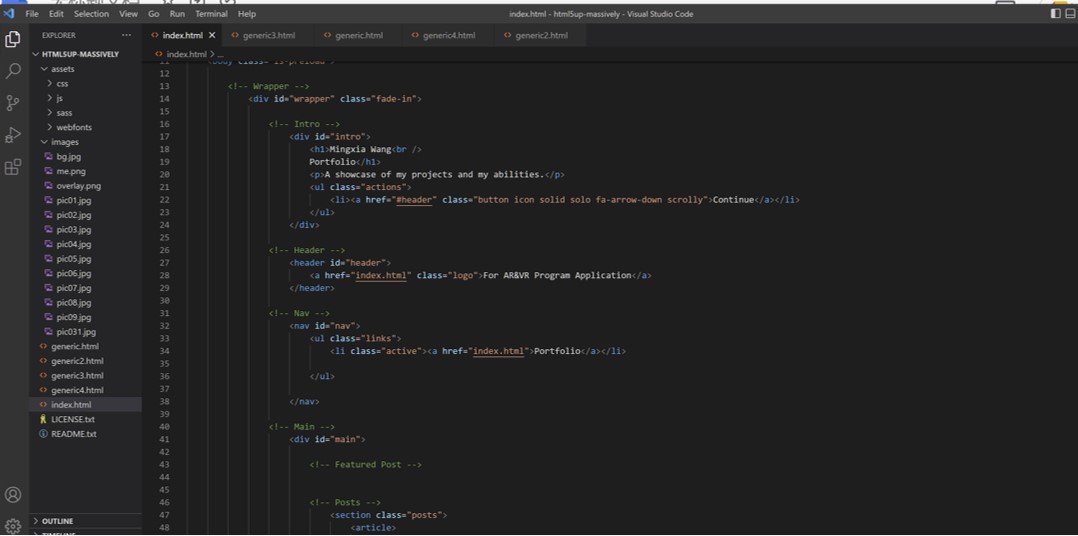 File Edit Selection View Go Run Terminal Help
index.html - html5up-massively - Visual Studio Code
EXPLORER
HTML5UP-MASSIVELY
assets
css
js
sass
webfonts
images
bg.jpg
me.png
overlay.png
pic01.jpg
pic02.jpg
pic03.jpg
pic04.jpg
pic05.jpg
pic06.jpg
pic07.jpg
pic08.jpg
pic09.jpg
pic031.jpg
generic.html
generic2.html
generic3.html
generic4.html
index.html
LICENSE.txt
README.txt
OUTLINE
TIMELINE
index.html generic3.html generic.html generic4.html generic2.html
index.html > ...
11 <body class="is-preload">
12
13 <!-- Wrapper -->
14 <div id="wrapper" class="fade-in">
15
16 <!-- Intro -->
17 <div id="intro">
18 <h1>Mingxia Wang<br />
19 Portfolio</h1>
20 <p>A showcase of my projects and my abilities.</p>
21 <ul class="actions">
22 <li><a href="#header" class="button icon solid solo fa-arrow-down scrolly">Continue</a></li>
23 </ul>
24 </div>
25
26 <!-- Header -->
27 <header id="header">
28 <a href="index.html" class="logo">For AR&VR Program Application</a>
29 </header>
30
31 <!-- Nav -->
32 <nav id="nav">
33 <ul class="links">
34 <li class="active"><a href="index.html">Portfolio</a></li>
35
36 </ul>
37
38 </nav>
39
40 <!-- Main -->
41 <div id="main">
42
43 <!-- Featured Post -->
44
45
46 <!-- Posts -->
47 <section class="posts">
48 <article>